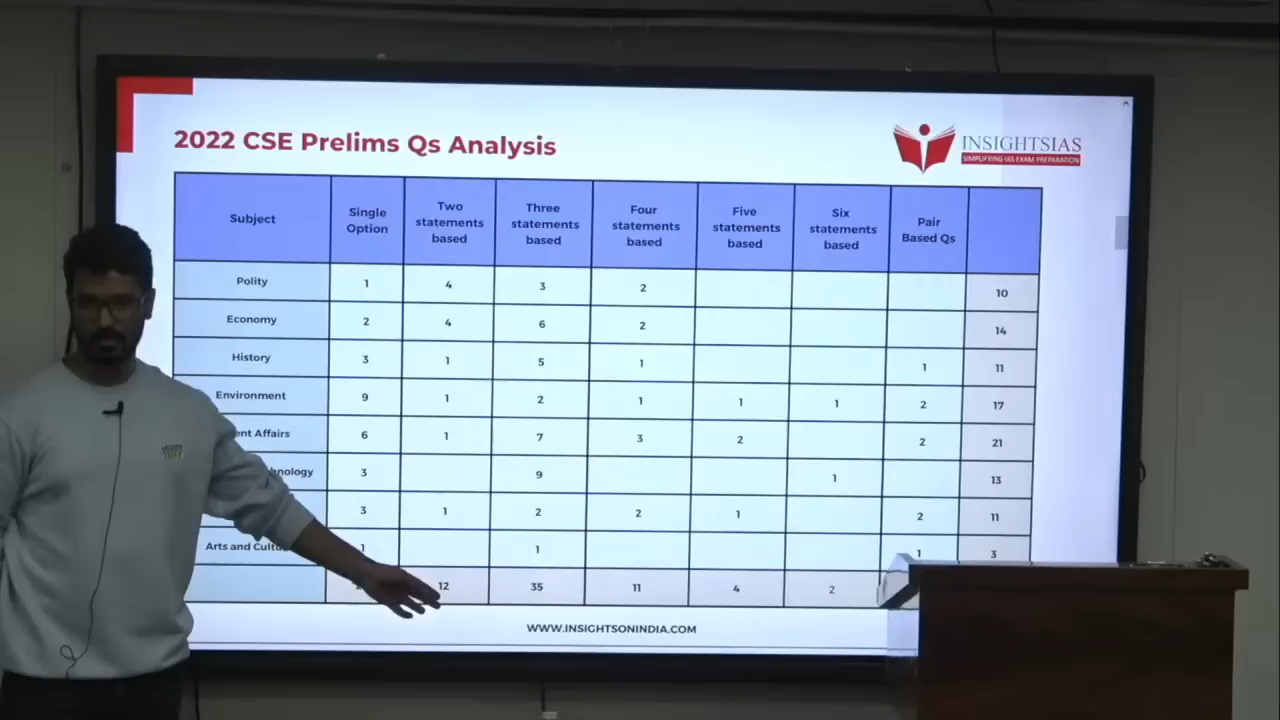 2022 CSE Prelims Qs Analysis
INSIGHTSIAS
SIMPLIFYING IAS EXAM PREPARATION
Subject Single Option Two statements based Three statements based Four statements based Five statements based Six statements based Pair Based Qs
Polity 1 4 3 2 10
Economy 2 4 6 2 14
History 3 1 5 1 1 11
Environment 9 1 2 1 1 1 2 17
ent Affairs 6 1 7 3 2 2 21
hnology 3 9 1 13
3 1 2 2 1 2 11
Arts and Cultu 1 1 1 3
12 35 11 4 2
WWW.INSIGHTSONINDIA.COM